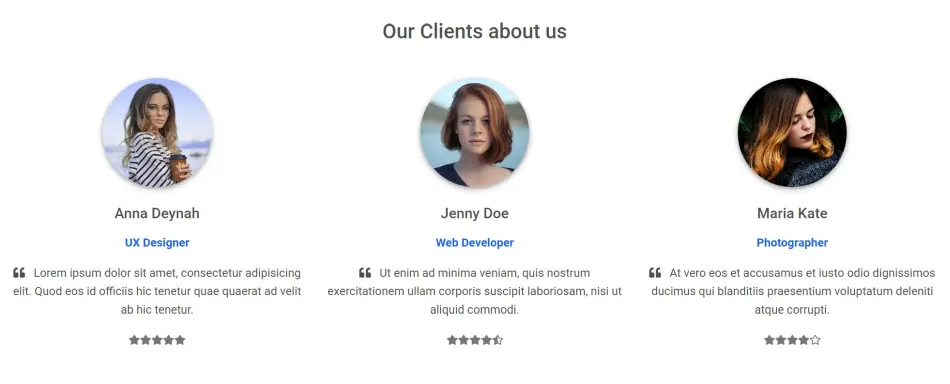 Our Clients about us
Anna Deynah
UX Designer
❝ Lorem ipsum dolor sit amet, consectetur adipisicing
elit. Quod eos id officiis hic tenetur quae quaerat ad velit
ab hic tenetur.
Jenny Doe
Web Developer
❝ Ut enim ad minima veniam, quis nostrum
exercitationem ullam corporis suscipit laboriosam, nisi ut
aliquid commodi.
Maria Kate
Photographer
❝ At vero eos et accusamus et iusto odio dignissimos
ducimus qui blanditiis praesentium voluptatum deleniti
atque corrupti.